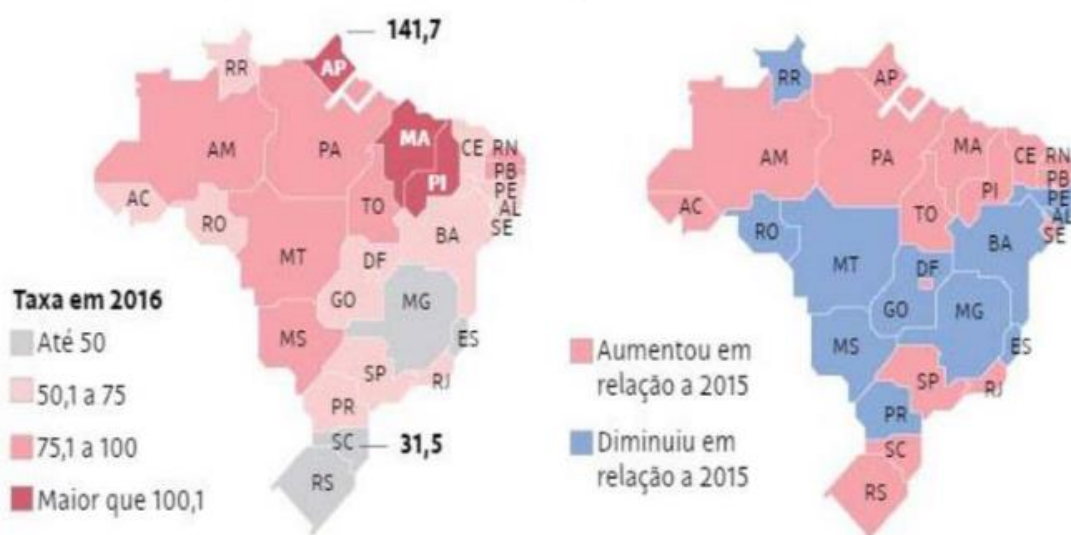 141,7
RR
AP
AM
PA
MA
CE
RN
PB
PE
AL
SE
PI
AC
TO
RO
BA
MT
DF
GO
MG
ES
MS
SP
RJ
PR
SC
31,5
RS
Taxa em 2016
Até 50
50,1 a 75
75,1 a 100
Maior que 100,1
RR
AP
AM
PA
MA
CE
RN
PB
PE
AL
SE
PI
AC
TO
RO
BA
MT
DF
GO
MG
ES
MS
SP
RJ
PR
SC
RS
Aumentou em
relação a 2015
Diminuiu em
relação a 2015